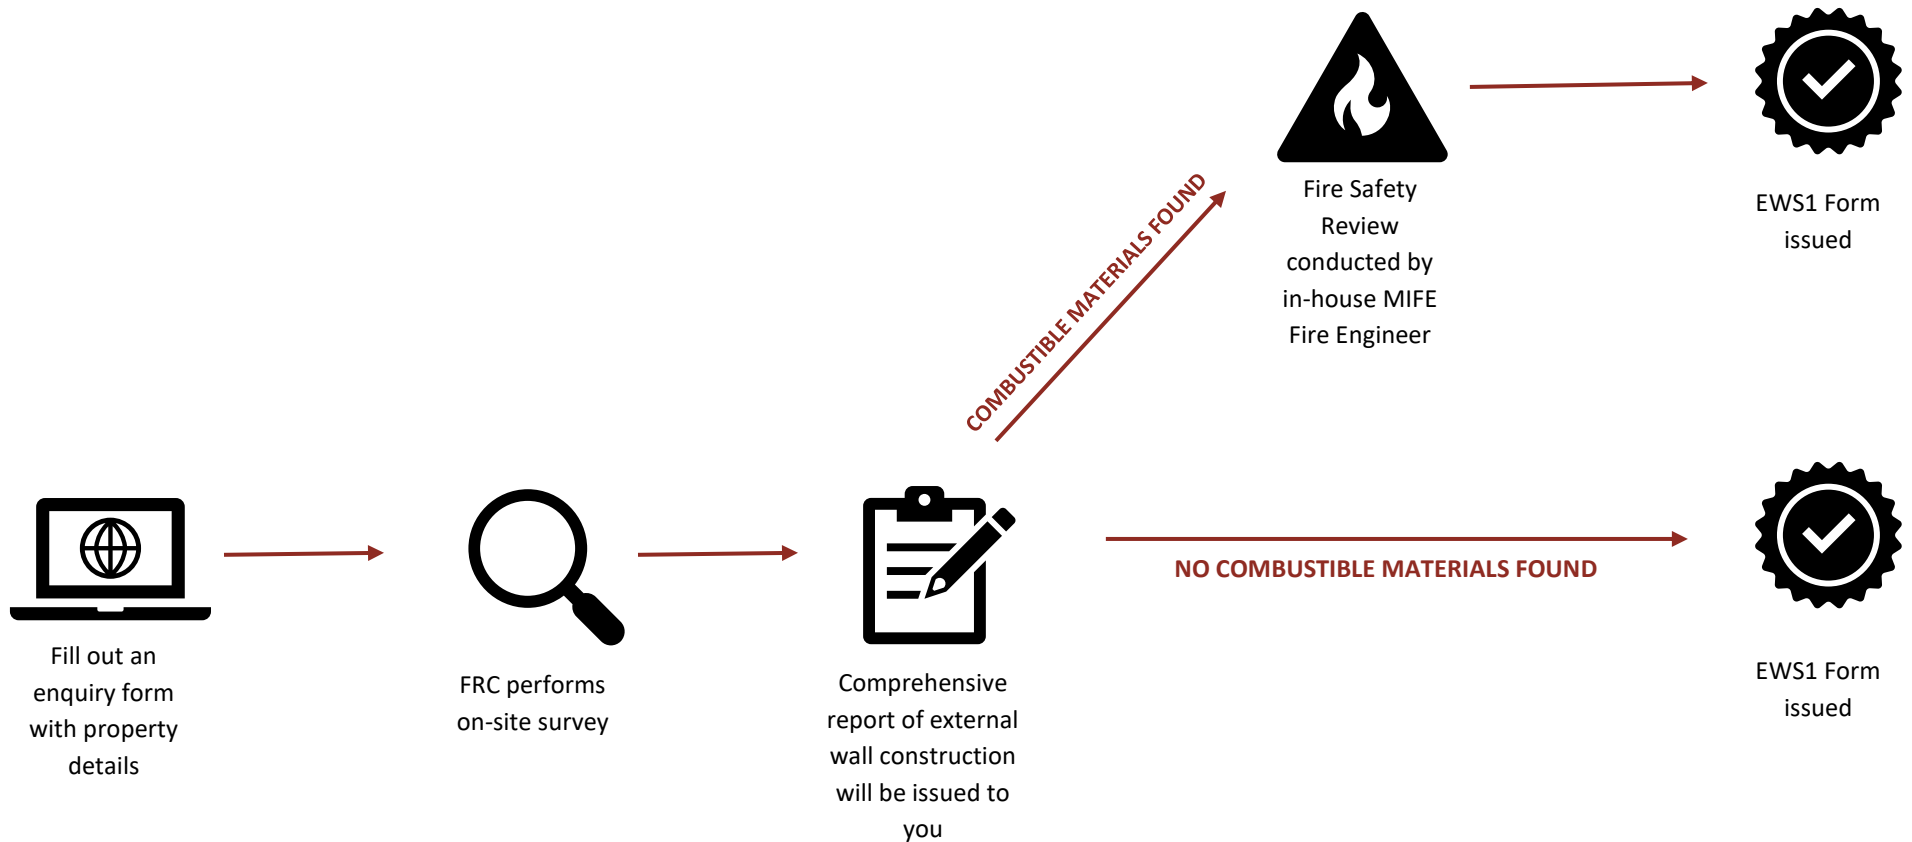 Fill out an
enquiry form
with property
details
FRC performs
on-site survey
Comprehensive
report of external
wall construction
will be issued to
you
COMBUSTIBLE MATERIALS FOUND
Fire Safety
Review
conducted by
in-house MIFE
Fire Engineer
EWS1 Form
issued
NO COMBUSTIBLE MATERIALS FOUND
EWS1 Form
issued